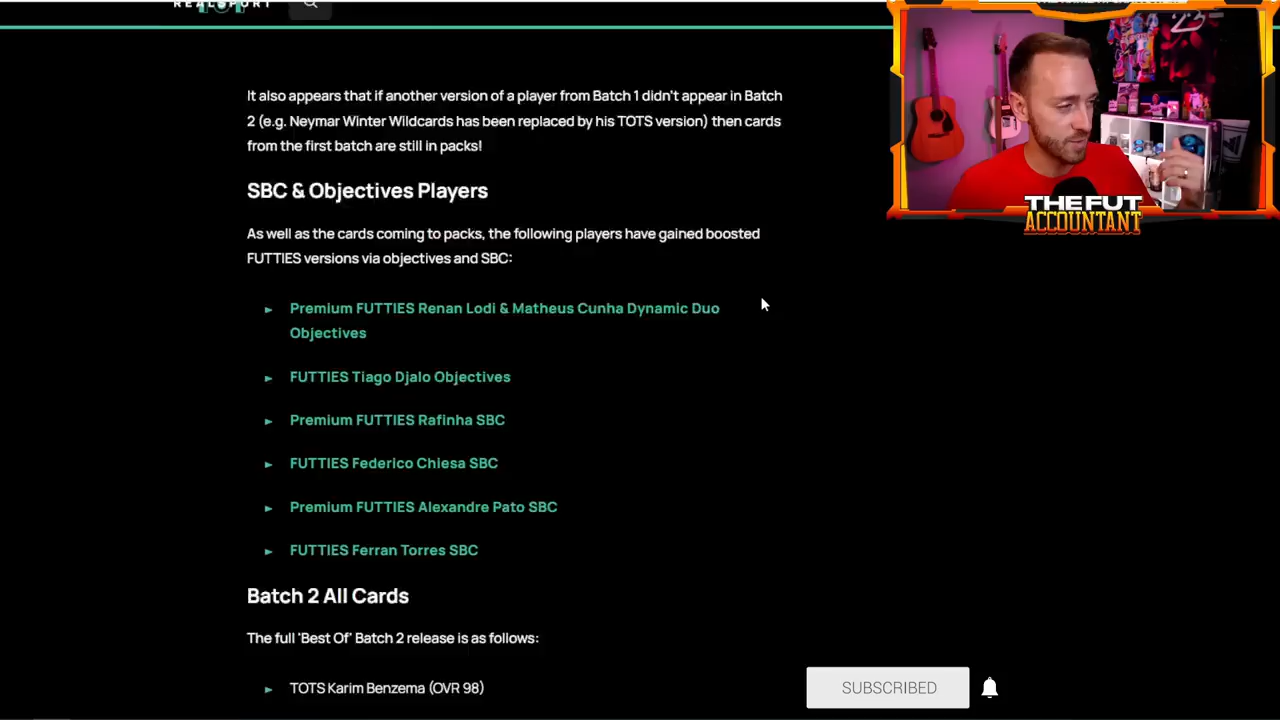 REALSPORT
101
It also appears that if another version of a player from Batch 1 didn't appear in Batch
2 (e.g. Neymar Winter Wildcards has been replaced by his TOTS version) then cards
from the first batch are still in packs!
SBC & Objectives Players
As well as the cards coming to packs, the following players have gained boosted
FUTTIES versions via objectives and SBC:
► Premium FUTTIES Renan Lodi & Matheus Cunha Dynamic Duo
Objectives
► FUTTIES Tiago Djalo Objectives
► Premium FUTTIES Rafinha SBC
► FUTTIES Federico Chiesa SBC
► Premium FUTTIES Alexandre Pato SBC
► FUTTIES Ferran Torres SBC
Batch 2 All Cards
The full 'Best Of' Batch 2 release is as follows:
► TOTS Karim Benzema (OVR 98)
THE FUT
ACCOUNTANT
SUBSCRIBED